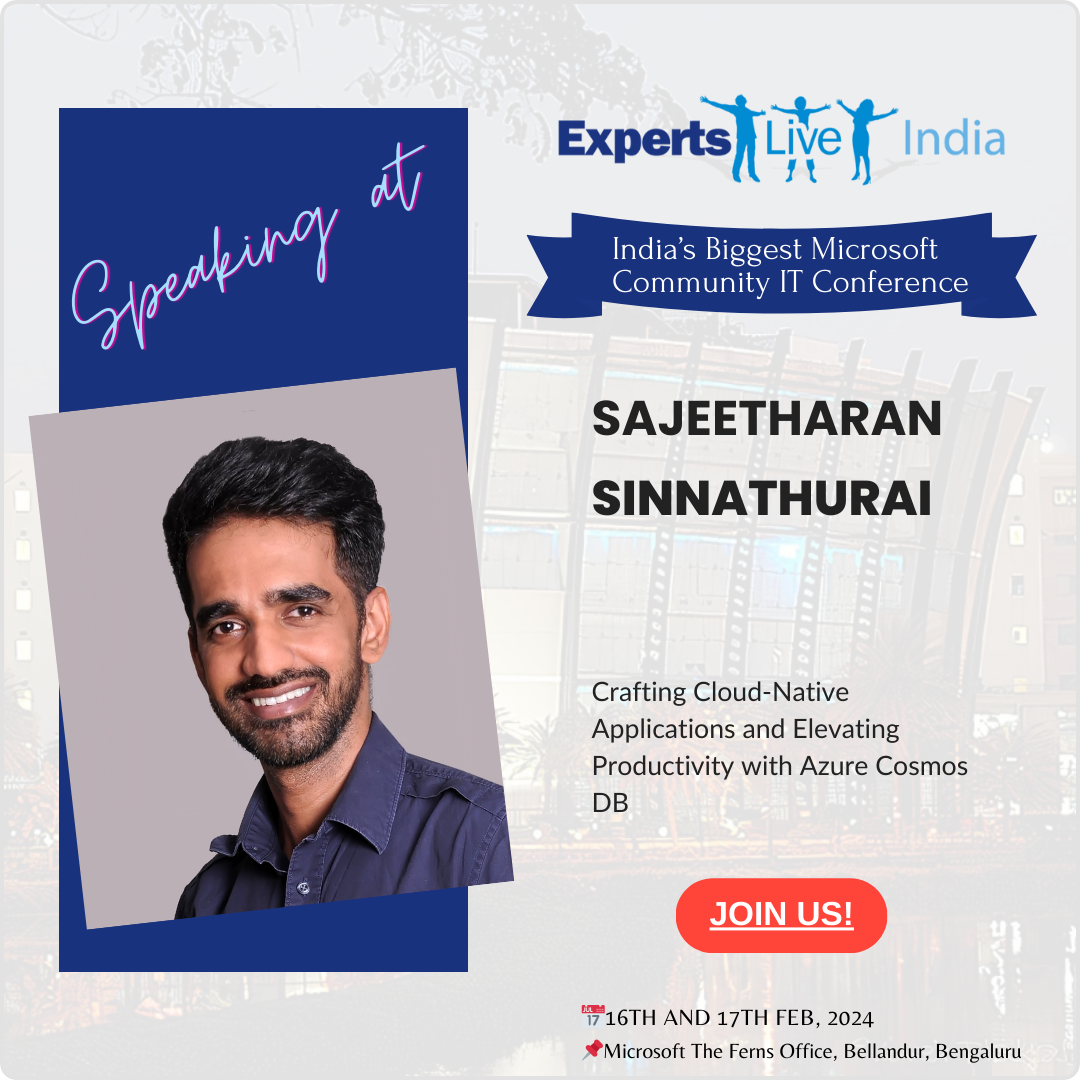 Speaking at
Experts Live India
India’s Biggest Microsoft
Community IT Conference
SAJEETHARAN
SINNATHURAI
Crafting Cloud-Native
Applications and Elevating
Productivity with Azure Cosmos
DB
JOIN US!
📅16TH AND 17TH FEB, 2024
📌Microsoft The Ferns Office, Bellandur, Bengaluru